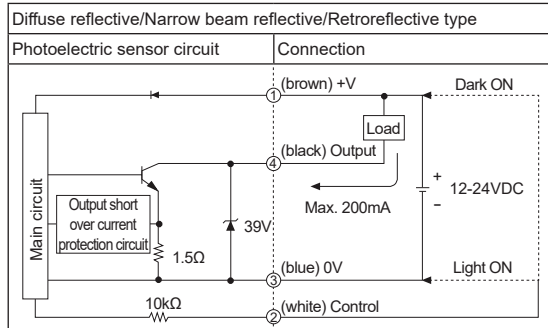 Diffuse reflective/Narrow beam reflective/Retroreflective type
Photoelectric sensor circuit
Connection
① (brown) +V
Dark ON
Load
④ (black) Output
Main circuit
Output short
over current
protection circuit
39V
1.5Ω
Max. 200mA
+
12-24VDC
−
③ (blue) 0V
Light ON
10kΩ
② (white) Control